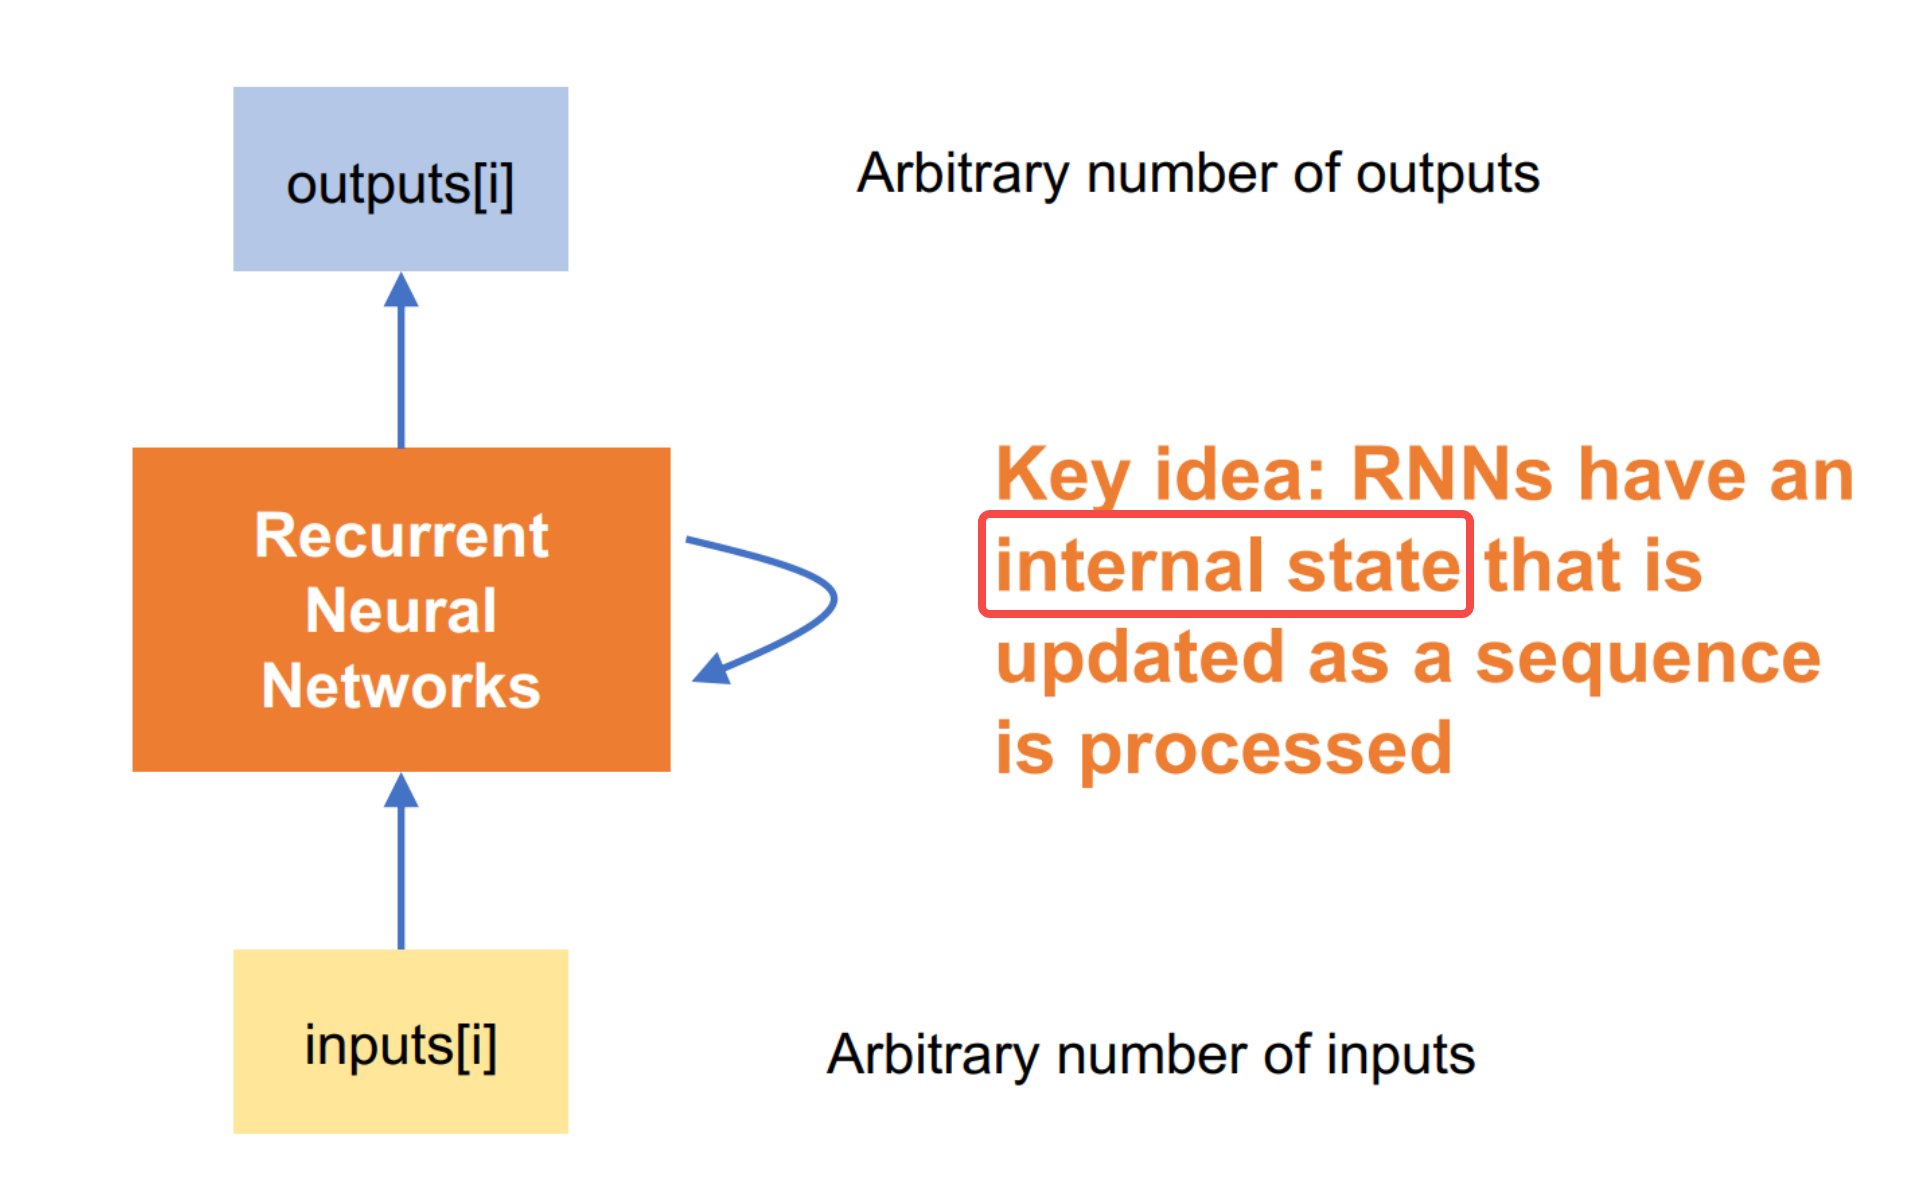 outputs[i]
Arbitrary number of outputs
Recurrent
Neural
Networks
Key idea: RNNs have an
internal state that is
updated as a sequence
is processed
inputs[i]
Arbitrary number of inputs